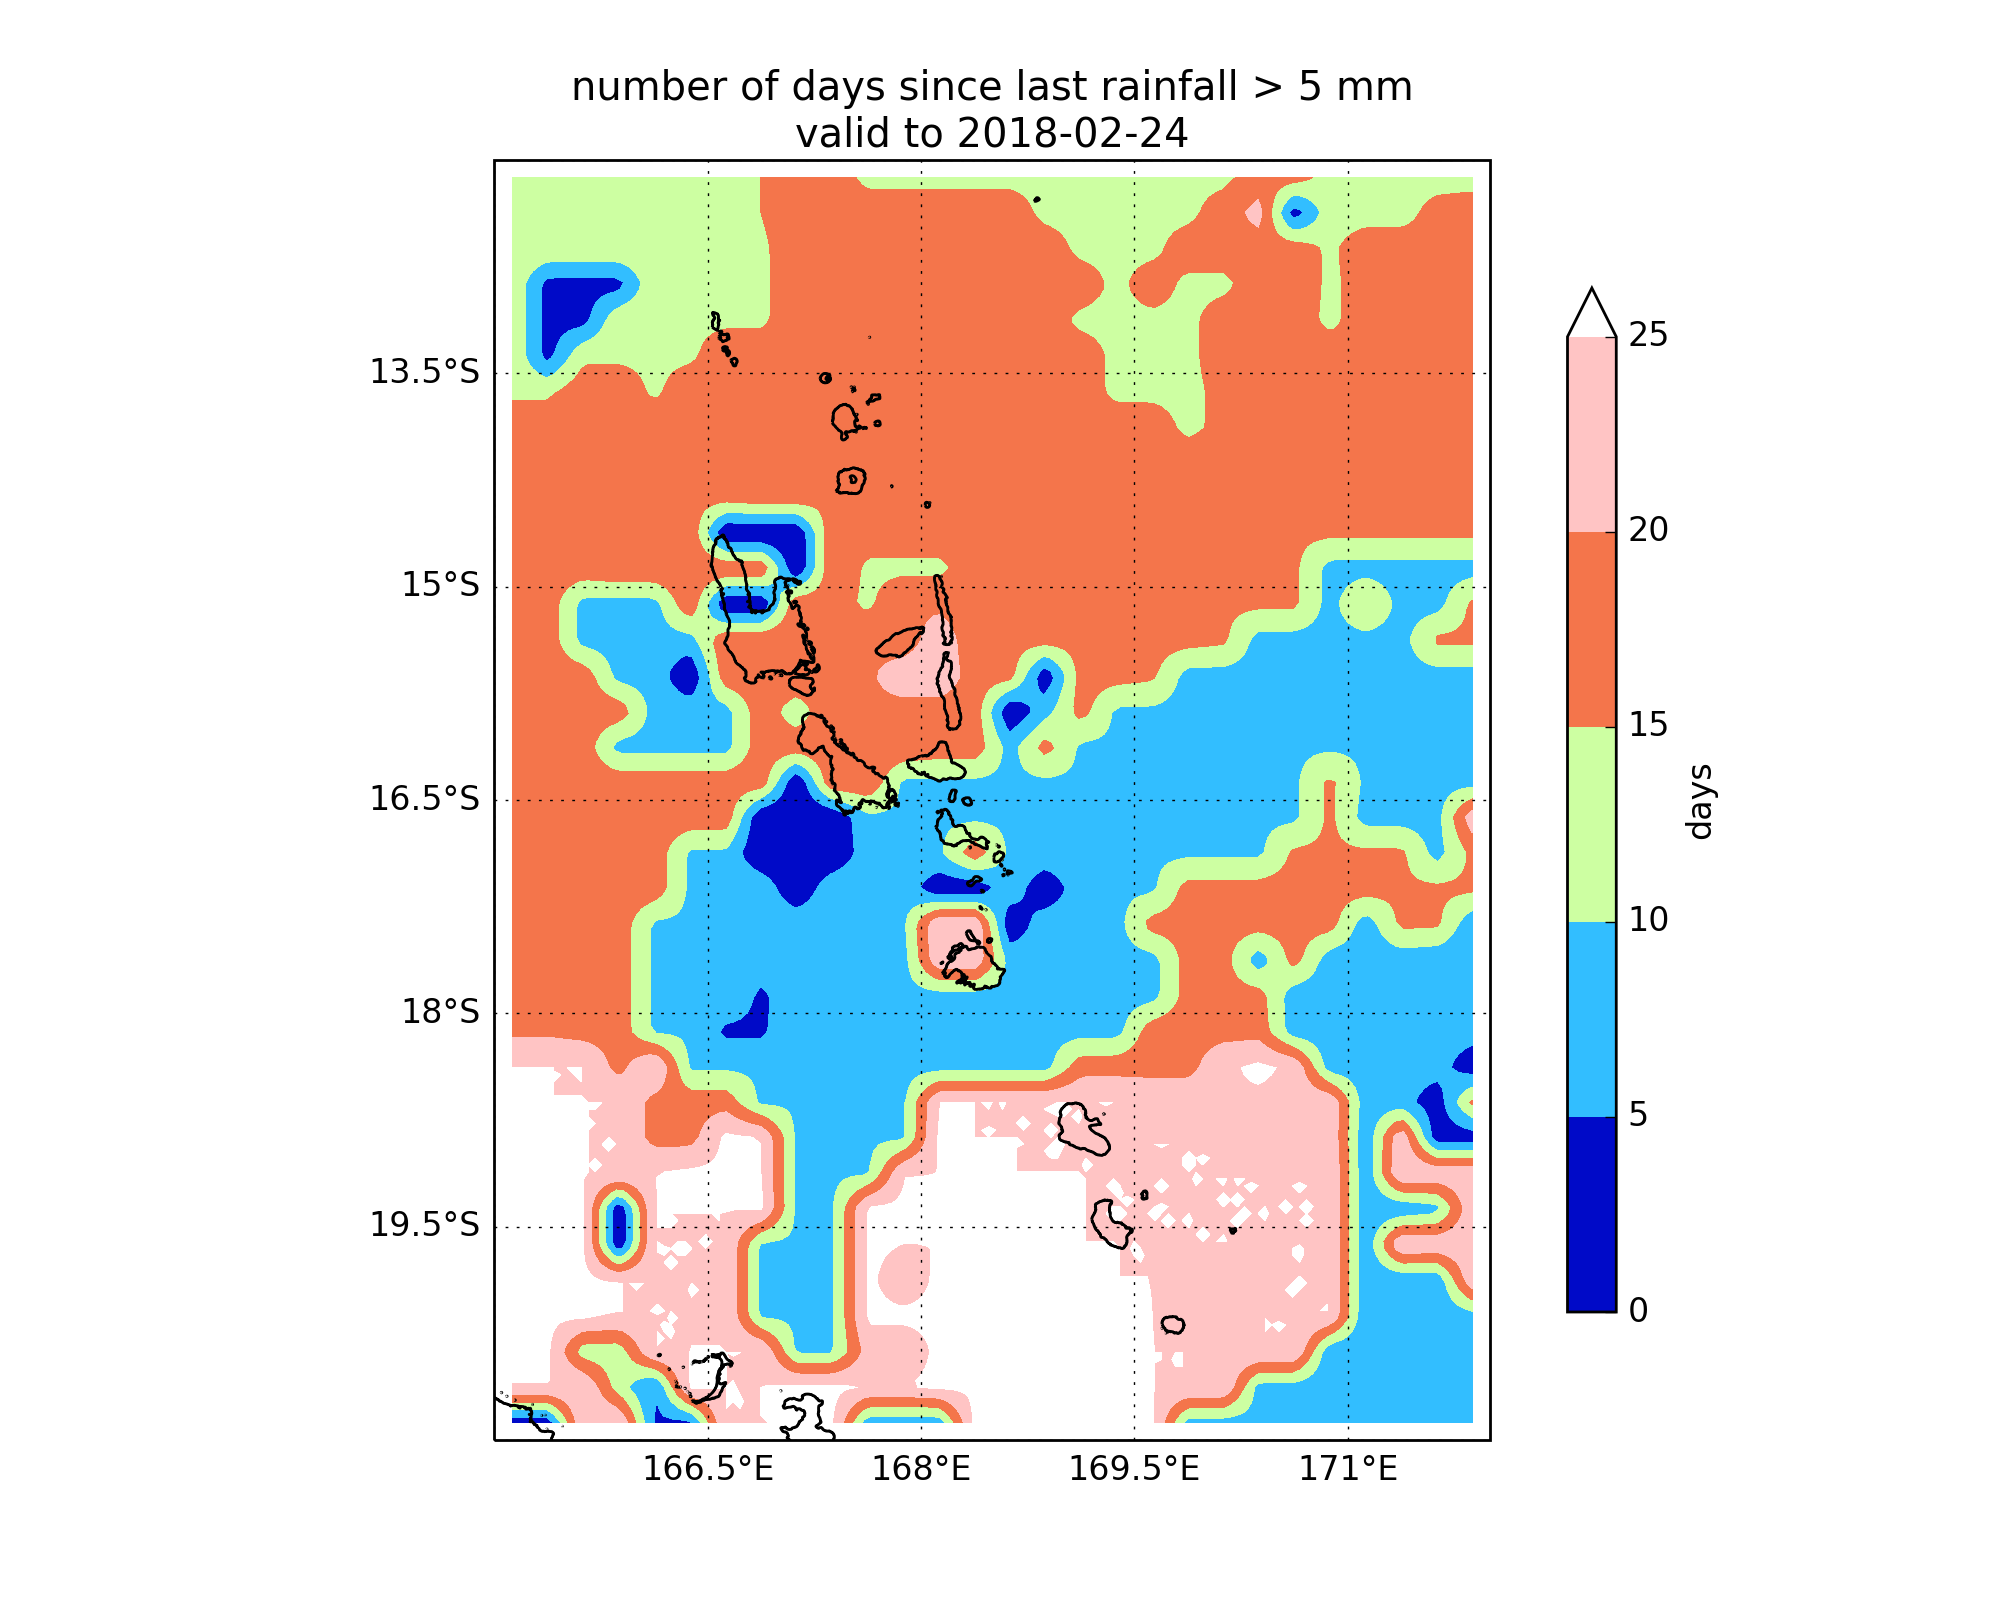 number of days since last rainfall > 5 mm
valid to 2018-02-24
13.5°S
15°S
16.5°S
18°S
19.5°S
166.5°E
168°E
169.5°E
171°E
25
20
15
10
5
0
days